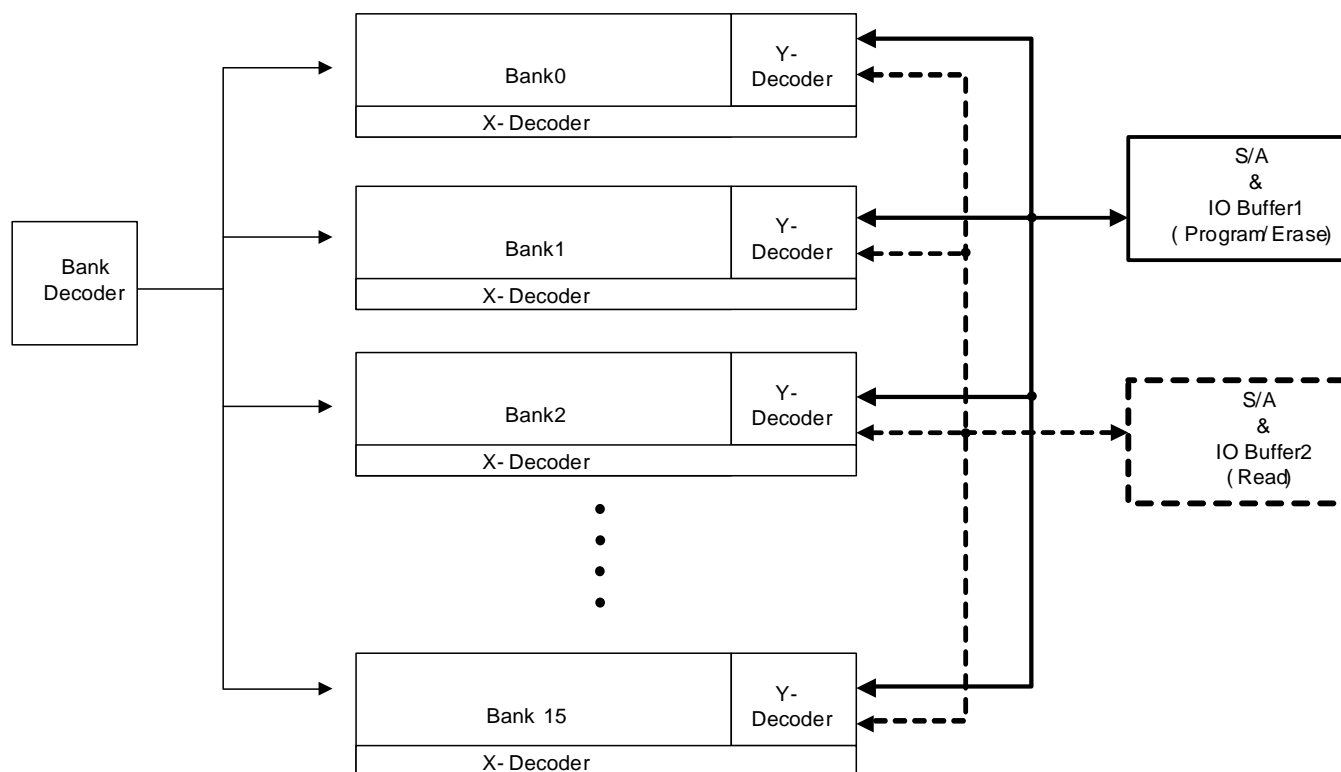 Bank0
Y-
Decoder
X- Decoder
S/A
&
IO Buffer1
( Program/ Erase)
Bank
Decoder
Bank1
Y-
Decoder
X- Decoder
Bank2
Y-
Decoder
X- Decoder
S/A
&
IO Buffer2
( Read)
Bank 15
Y-
Decoder
X- Decoder